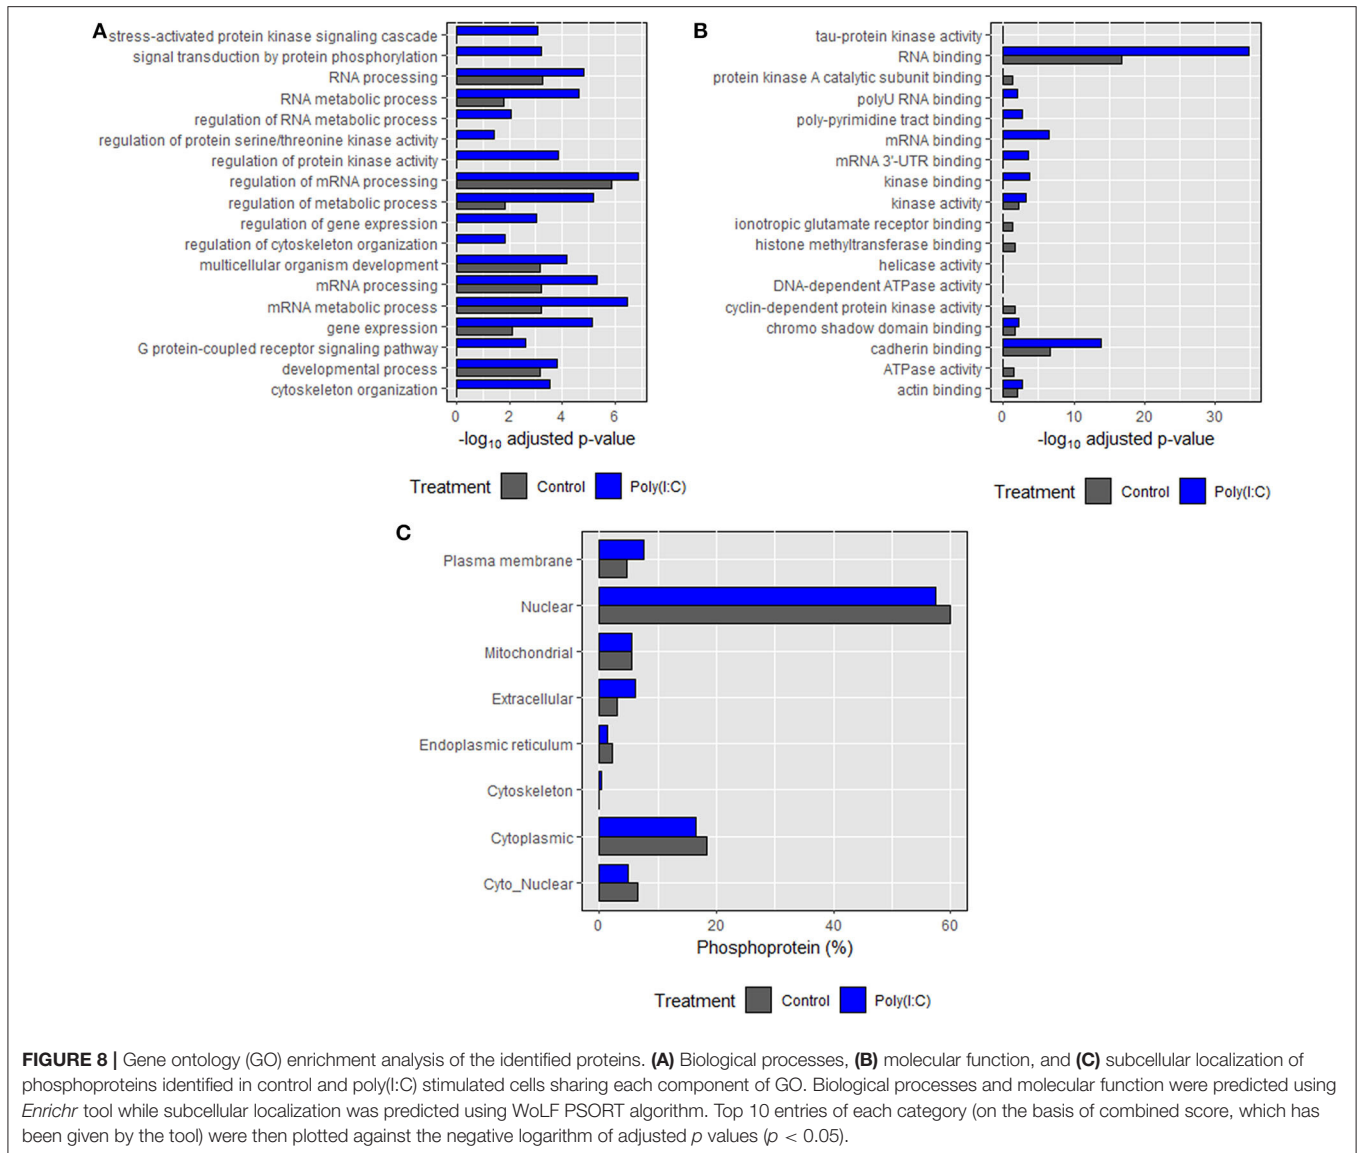 A
stress-activated protein kinase signaling cascade
signal transduction by protein phosphorylation
RNA processing
RNA metabolic process
regulation of RNA metabolic process
regulation of protein serine/threonine kinase activity
regulation of protein kinase activity
regulation of mRNA processing
regulation of metabolic process
regulation of gene expression
regulation of cytoskeleton organization
multicellular organism development
mRNA processing
mRNA metabolic process
gene expression
G protein-coupled receptor signaling pathway
developmental process
cytoskeleton organization
0 2 4 6
-log10 adjusted p-value
Treatment Control Poly(I:C)
B
tau-protein kinase activity
RNA binding
protein kinase A catalytic subunit binding
polyU RNA binding
poly-pyrimidine tract binding
mRNA binding
mRNA 3'-UTR binding
kinase binding
kinase activity
ionotropic glutamate receptor binding
histone methyltransferase binding
helicase activity
DNA-dependent ATPase activity
cyclin-dependent protein kinase activity
chromo shadow domain binding
cadherin binding
ATPase activity
actin binding
0 10 20 30
-log10 adjusted p-value
Treatment Control Poly(I:C)
C
Plasma membrane
Nuclear
Mitochondrial
Extracellular
Endoplasmic reticulum
Cytoskeleton
Cytoplasmic
Cyto_Nuclear
0 20 40 60
Phosphoprotein (%)
Treatment Control Poly(I:C)
FIGURE 8 | Gene ontology (GO) enrichment analysis of the identified proteins. (A) Biological processes, (B) molecular function, and (C) subcellular localization of
phosphoproteins identified in control and poly(I:C) stimulated cells sharing each component of GO. Biological processes and molecular function were predicted using
Enrichr tool while subcellular localization was predicted using WoLF PSORT algorithm. Top 10 entries of each category (on the basis of combined score, which has
been given by the tool) were then plotted against the negative logarithm of adjusted p values (p < 0.05).